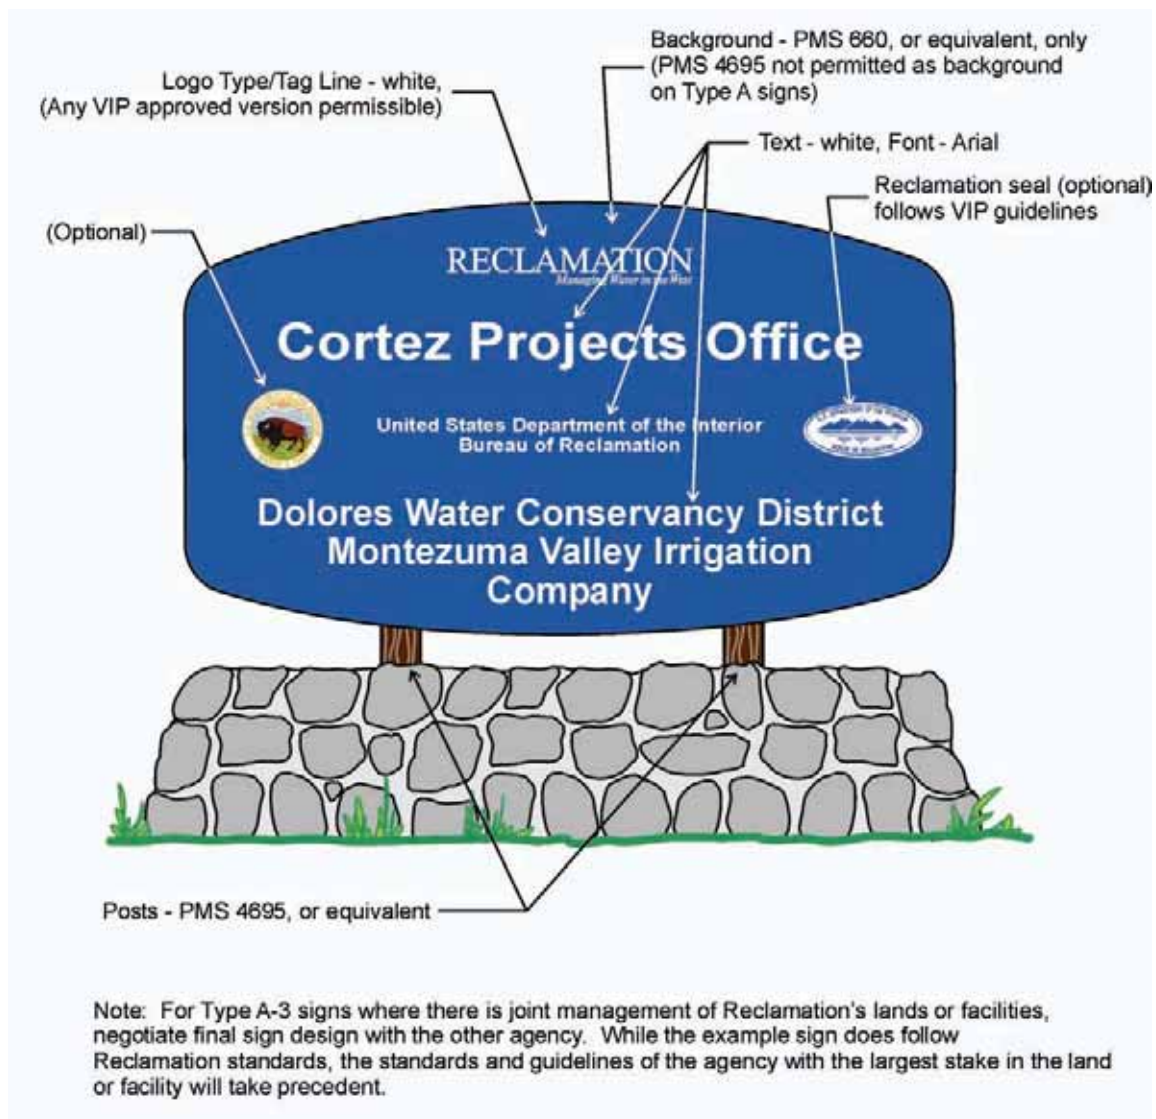 Background - PMS 660, or equivalent, only
(PMS 4695 not permitted as background
on Type A signs)
Logo Type/Tag Line - white,
(Any VIP approved version permissible)
Text - white, Font - Arial
Reclamation seal (optional)
follows VIP guidelines
(Optional)
RECLAMATION
Managing Water in the West
Cortez Projects Office
United States Department of the Interior
Bureau of Reclamation
Dolores Water Conservancy District
Montezuma Valley Irrigation
Company
Posts - PMS 4695, or equivalent
Note: For Type A-3 signs where there is joint management of Reclamation's lands or facilities,
negotiate final sign design with the other agency. While the example sign does follow
Reclamation standards, the standards and guidelines of the agency with the largest stake in the land
or facility will take precedent.